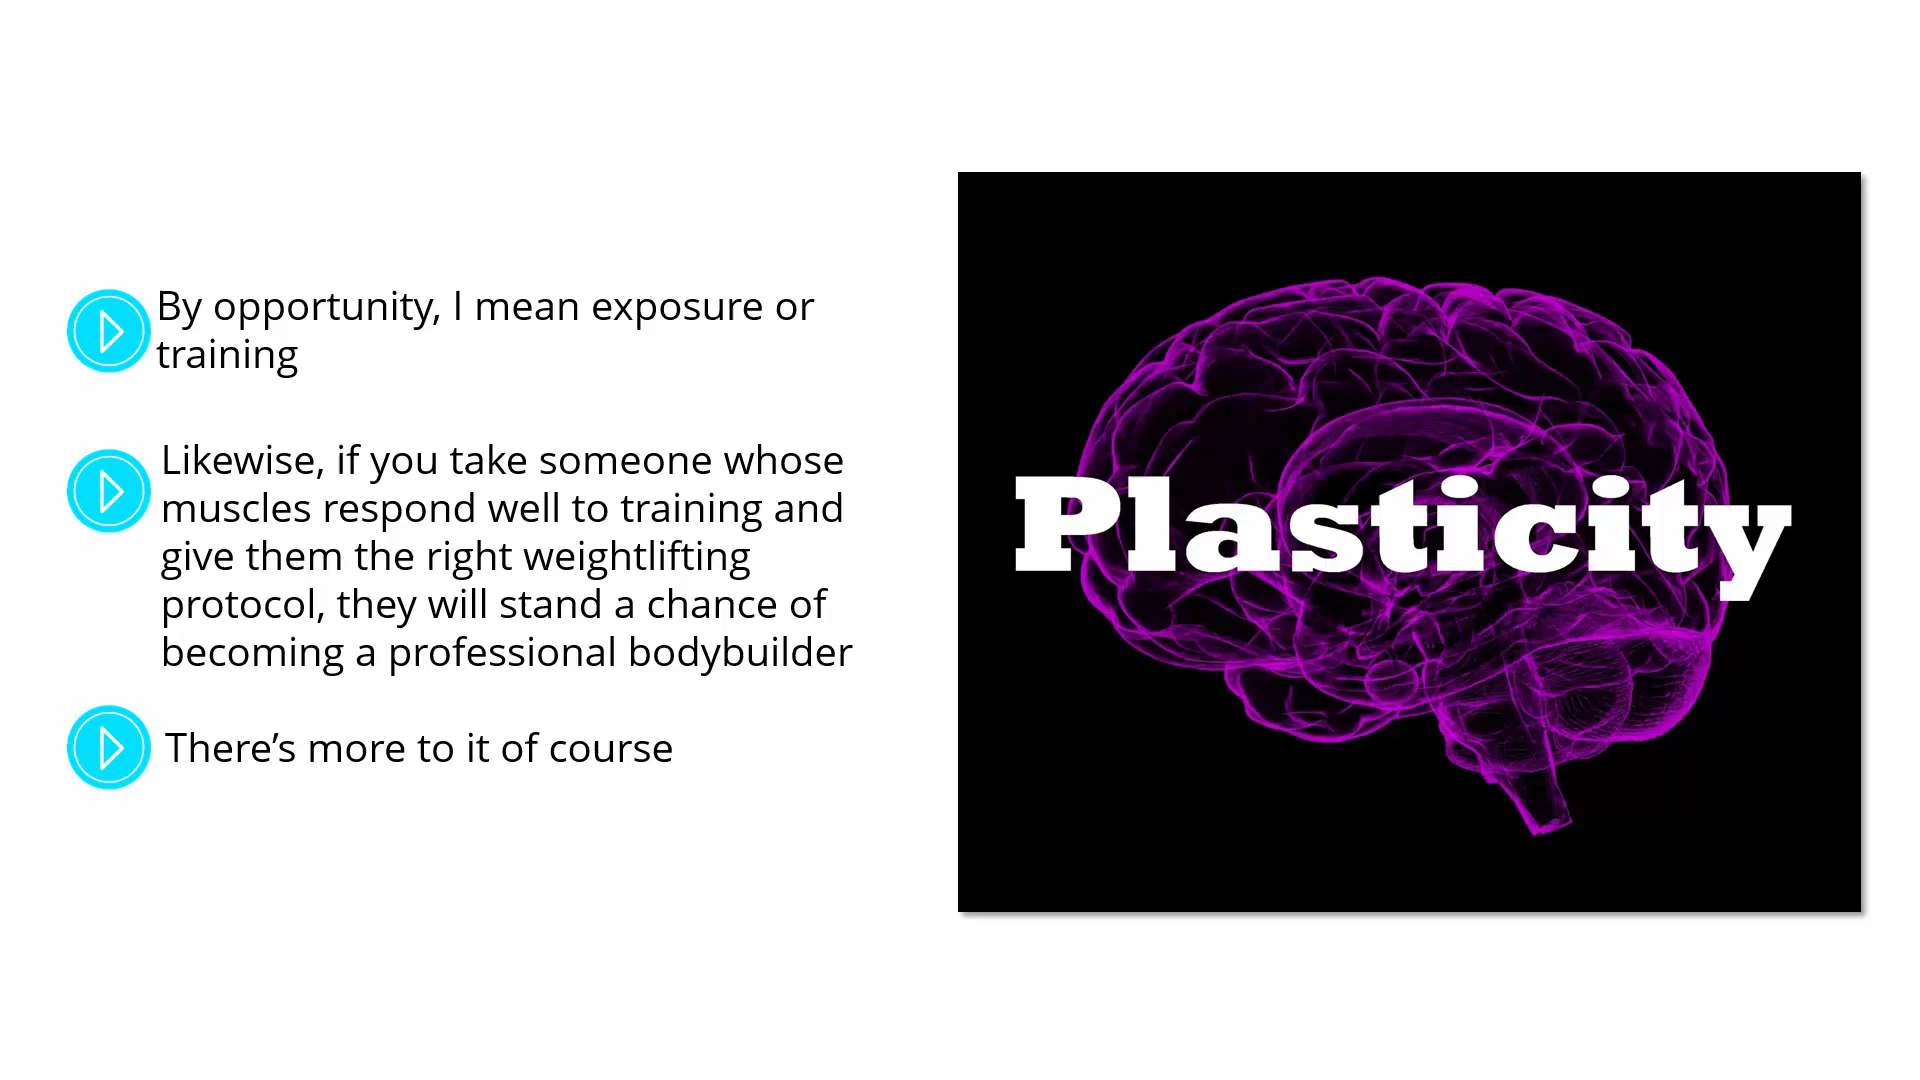 By opportunity, I mean exposure or
training
Likewise, if you take someone whose
muscles respond well to training and
give them the right weightlifting
protocol, they will stand a chance of
becoming a professional bodybuilder
There’s more to it of course
Plasticity